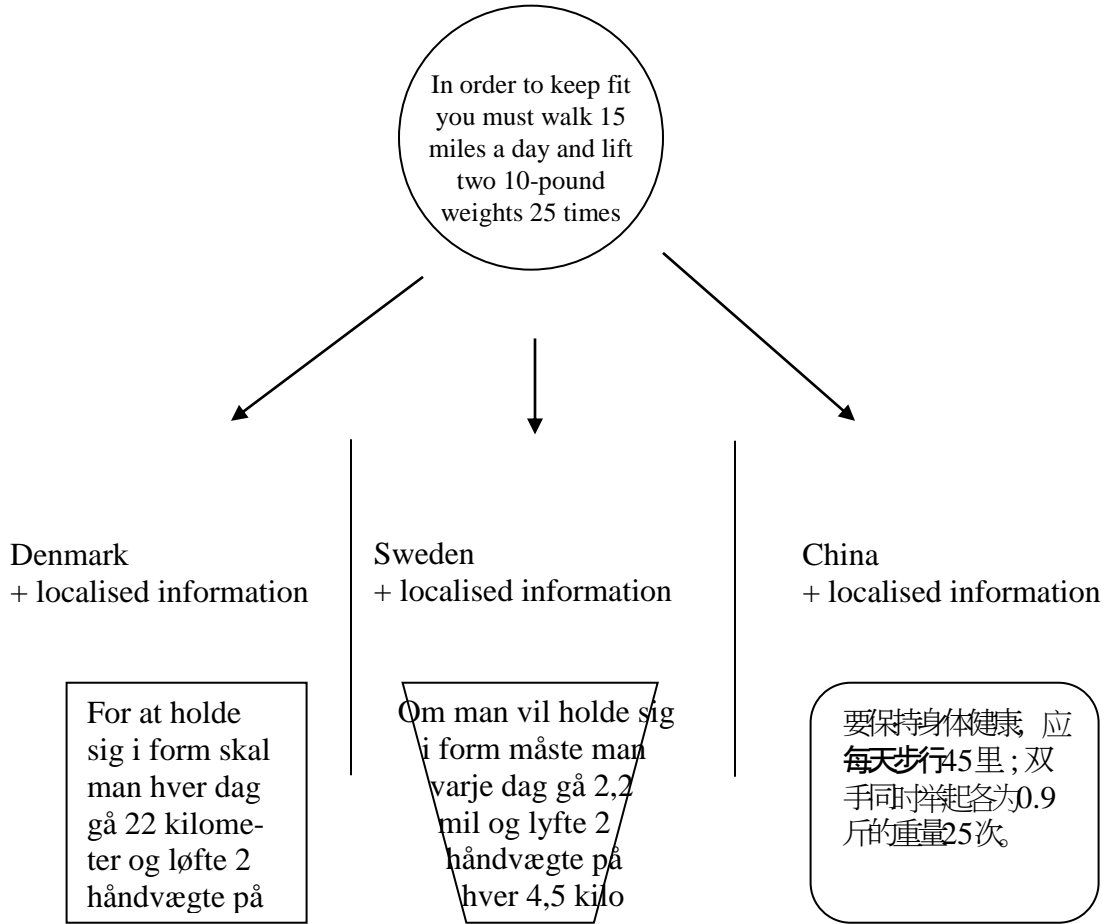 In order to keep fit
you must walk 15
miles a day and lift
two 10-pound
weights 25 times
Denmark
+ localised information
Sweden
+ localised information
China
+ localised information
For at holde
sig i form skal
man hver dag
gå 22 kilome-
ter og løfte 2
håndvægte på
Om man vil holde sig
i form måste man
varje dag gå 2,2
mil og lyfte 2
håndvægte på
hver 4,5 kilo
要保持身体健康, 应
每天步行45里; 双
手同时举起各为0.9
斤的重量25次。